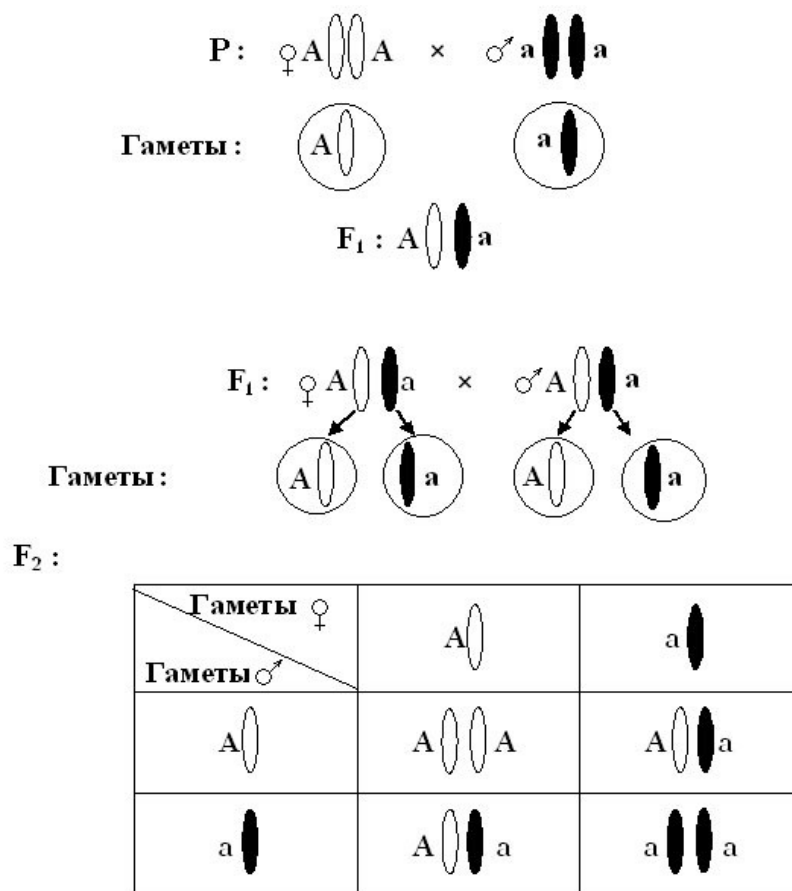 P : ♀ A A × ♂ a a
Гаметы : A a
F₁ : A a
F₁ : ♀ A a × ♂ A a
Гаметы : A a A a
F₂ :
Гаметы ♀
Гаметы ♂
A a
A A A A a
a A a a a